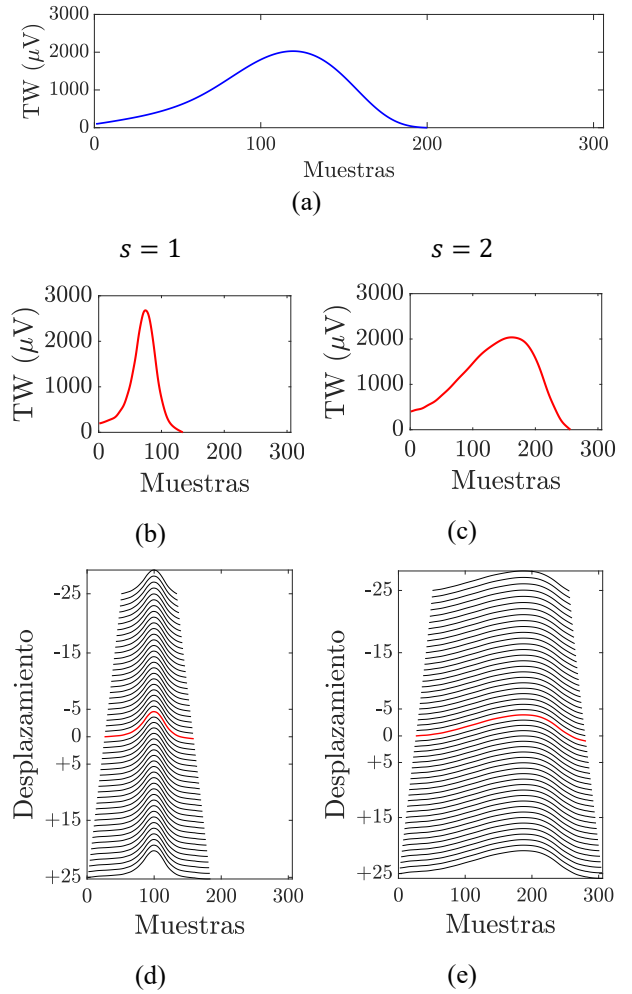 3000
2000
1000
0
TW (μV)
0 100 200 300
Muestras
(a)
s = 1 s = 2
3000
2000
1000
0
TW (μV)
0 100 200 300
Muestras
(b)
3000
2000
1000
0
TW (μV)
0 100 200 300
Muestras
(c)
-25
-15
-5
0
+5
+15
+25
Desplazamiento
0 100 200 300
Muestras
(d)
-25
-15
-5
0
+5
+15
+25
Desplazamiento
0 100 200 300
Muestras
(e)